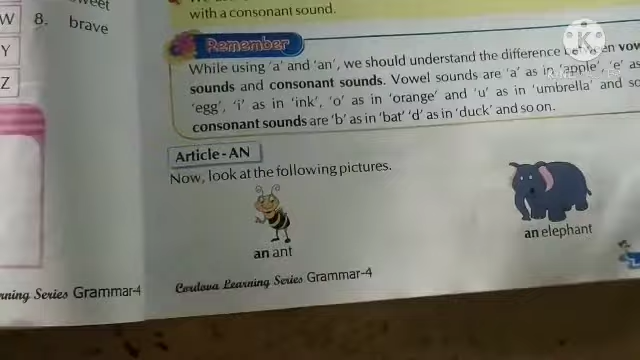 W
Y
Z
8. brave
with a consonant sound.
Remember
While using 'a' and 'an', we should understand the difference between vow
sounds and consonant sounds. Vowel sounds are 'a' as in 'apple', 'e' as
'egg', 'i' as in 'ink', 'o' as in 'orange' and 'u' as in 'umbrella' and so
consonant sounds are 'b' as in 'bat' 'd' as in 'duck' and so on.
Article-AN
Now, look at the following pictures.
an ant
an elephant
rning Series Grammar-4
Cordova Learning Series Grammar-4